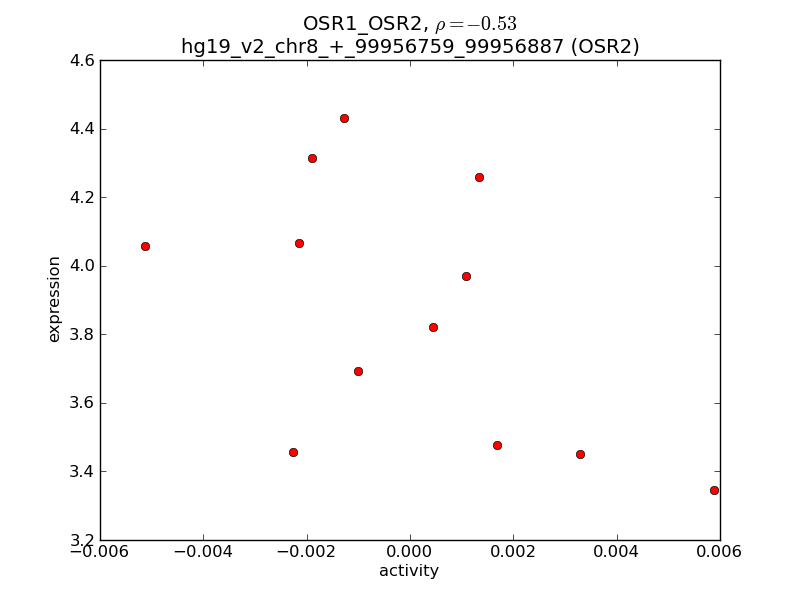 OSR1_OSR2, ρ=−0.53
hg19_v2_chr8_+_99956759_99956887 (OSR2)
4.6
4.4
4.2
4.0
3.8
3.6
3.4
3.2
expression
−0.006 −0.004 −0.002 0.000 0.002 0.004 0.006
activity